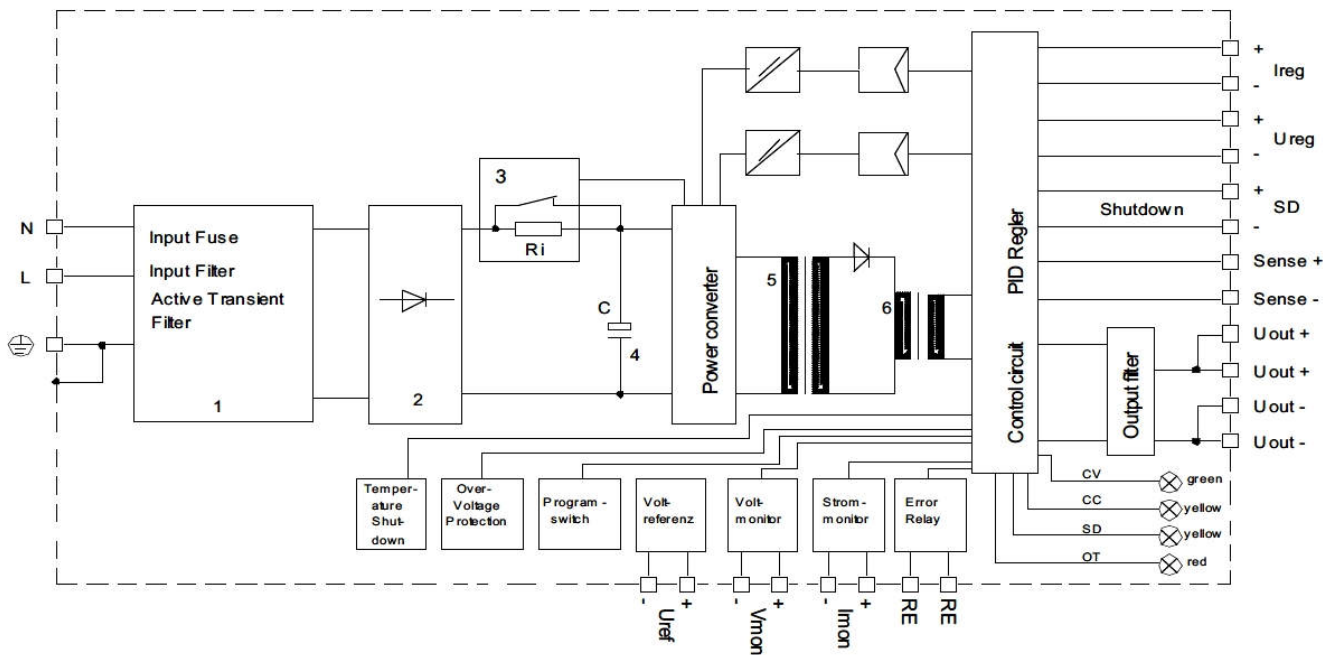 N
L
Input Fuse
Input Filter
Active Transient
Filter
1
2
3
Ri
C
4
Power converter
5
6
PID Regler
Control circuit
Shutdown
Output filter
+
Ireg
-
+
Ureg
-
+
SD
-
Sense +
Sense -
Uout +
Uout +
Uout -
Uout -
CV
green
CC
yellow
SD
yellow
OT
red
Temper-
ature
Shut-
down
Over-
Voltage
Protection
Program -
switch
Volt-
referenz
Volt-
monitor
Strom-
monitor
Error
Relay
-
+
Uref
-
+
Vmon
-
+
Imon
RE
RE